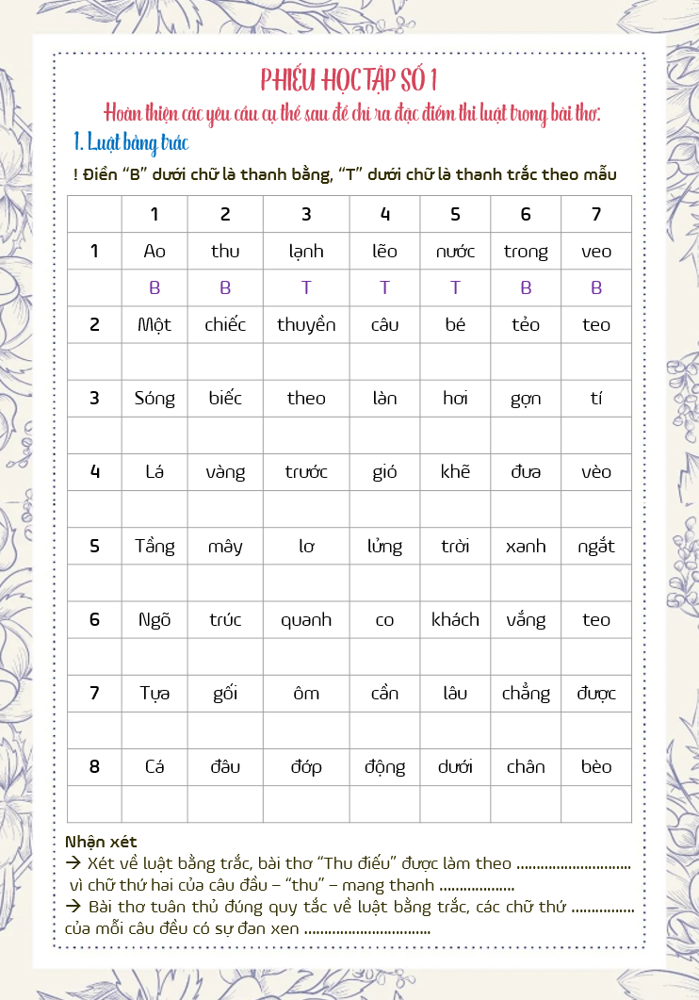 PHIẾU HỌC TẬP SỐ 1
Hoàn thiện các yêu cầu cụ thể sau để chỉ ra đặc điểm thi luật trong bài thơ:
1. Luật bằng trắc
! Điền “B” dưới chữ là thanh bằng, “T” dưới chữ là thanh trắc theo mẫu
1 2 3 4 5 6 7
1 Ao thu lạnh lẽo nước trong veo
B B T T T B B
2 Một chiếc thuyền câu bé tẻo teo
3 Sóng biếc theo làn hơi gợn tí
4 Lá vàng trước gió khẽ đưa vèo
5 Tầng mây lơ lửng trời xanh ngắt
6 Ngõ trúc quanh co khách vắng teo
7 Tựa gối ôm cần lâu chẳng được
8 Cá đâu đớp động dưới chân bèo
Nhận xét
→ Xét về luật bằng trắc, bài thơ “Thu điếu” được làm theo .............................
vì chữ thứ hai của câu đầu – “thu” – mang thanh ...................
→ Bài thơ tuân thủ đúng quy tắc về luật bằng trắc, các chữ thứ ................
của mỗi câu đều có sự đan xen ................................